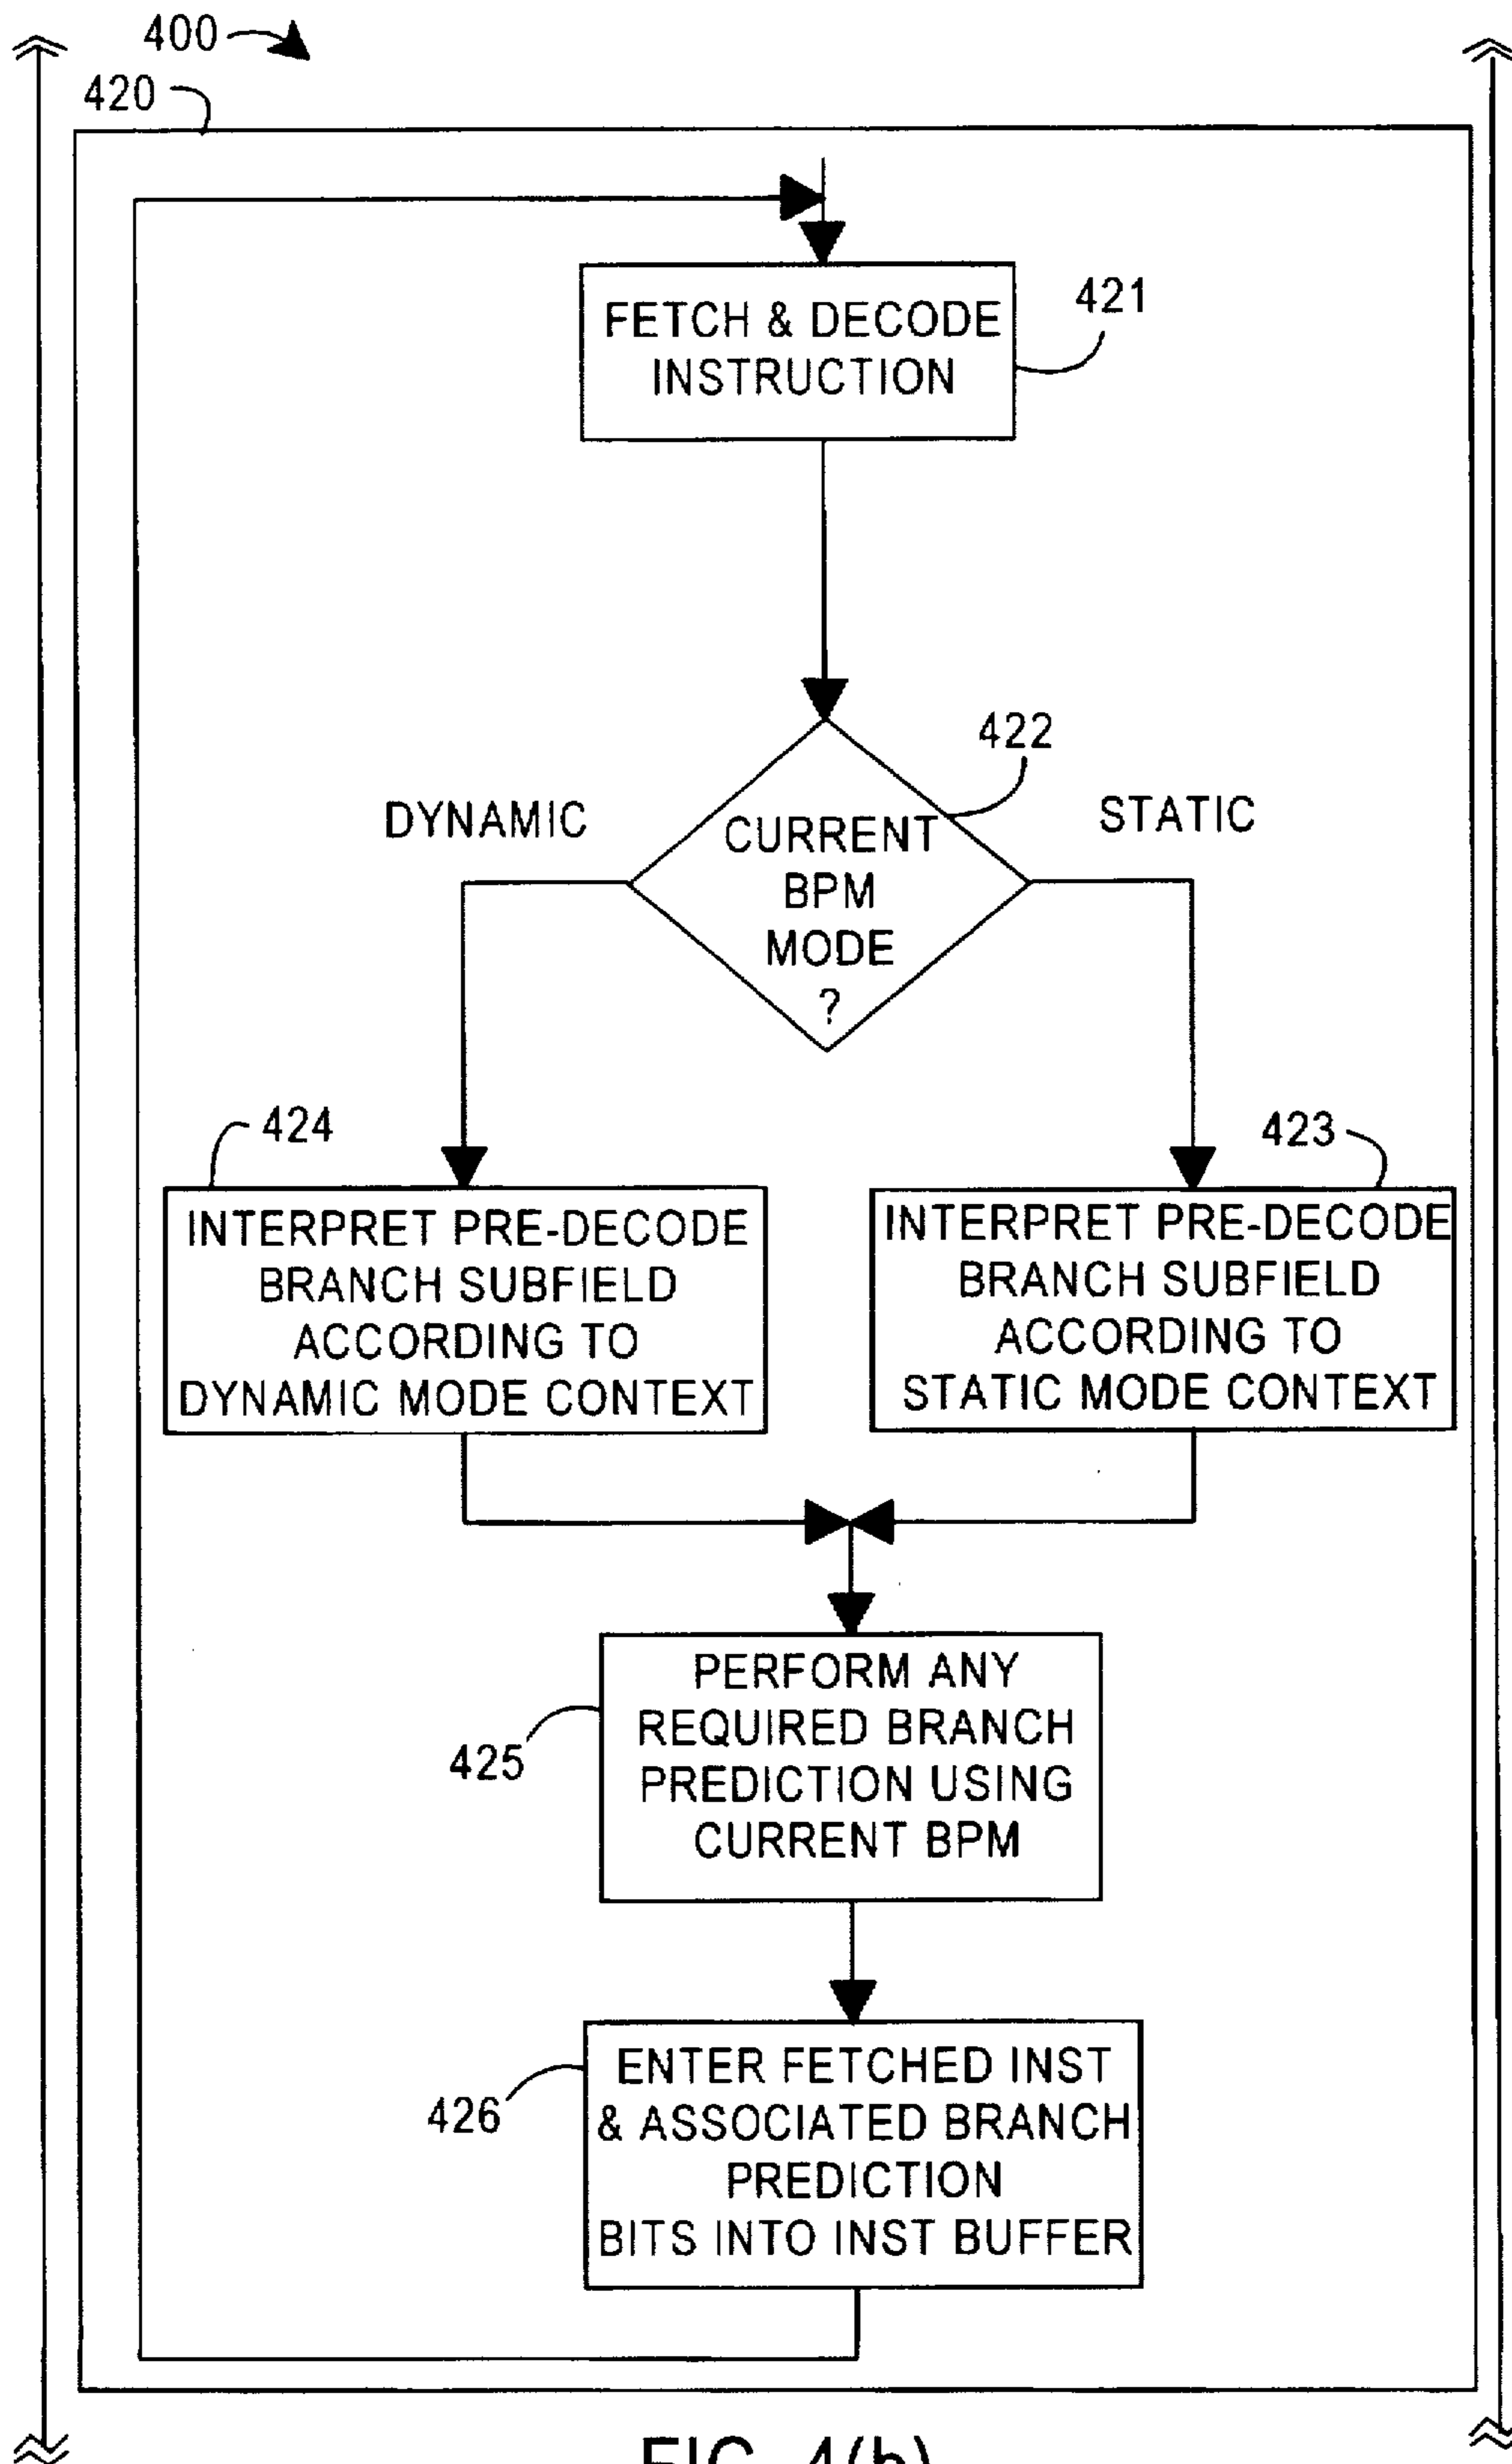 400
420
FETCH & DECODE
INSTRUCTION
421
422
DYNAMIC
STATIC
CURRENT
BPM
MODE
?
424
423
INTERPRET PRE-DECODE
BRANCH SUBFIELD
ACCORDING TO
DYNAMIC MODE CONTEXT
INTERPRET PRE-DECODE
BRANCH SUBFIELD
ACCORDING TO
STATIC MODE CONTEXT
PERFORM ANY
REQUIRED BRANCH
PREDICTION USING
CURRENT BPM
425
ENTER FETCHED INST
& ASSOCIATED BRANCH
PREDICTION
BITS INTO INST BUFFER
426
FIG. 4(b)